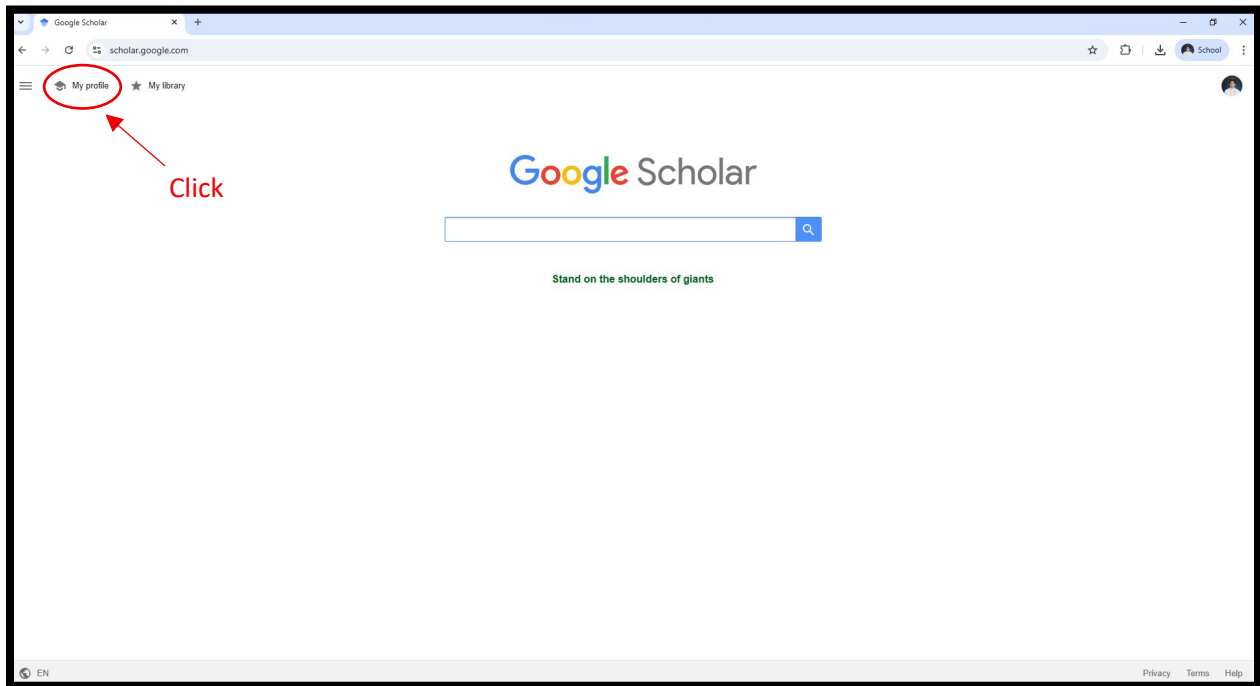 Google Scholar
scholar.google.com
School
My profile
My library
Click
Google Scholar
Stand on the shoulders of giants
EN
Privacy Terms Help